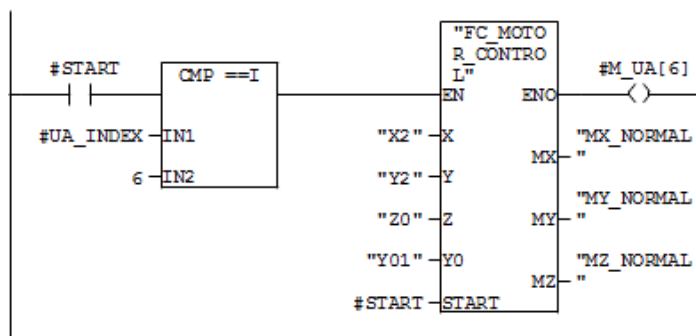 "FC_MOTO
R_CONTRO
L"
#START
CMP ==I
#M_UA[6]
EN ENO
#UA_INDEX IN1
6 IN2
"X2" X
MX "MX_NORMAL
"
"Y2" Y
MY "MY_NORMAL
"
"Z0" Z
MZ "MZ_NORMAL
"
"Y01" Y0
#START START